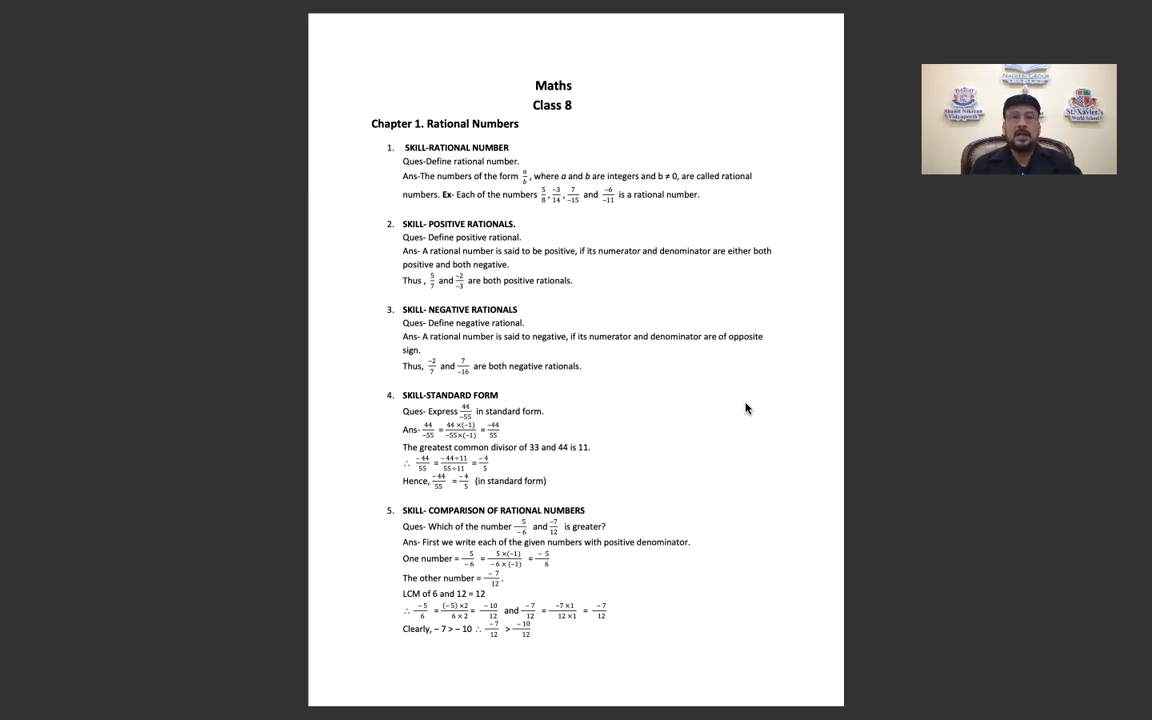 Maths
Class 8
Chapter 1. Rational Numbers
1. SKILL-RATIONAL NUMBER
Ques-Define rational number.
Ans-The numbers of the form a/b, where a and b are integers and b ≠ 0, are called rational
numbers. Ex- Each of the numbers 5/8, -3/14, 7/-15 and -6/-11 is a rational number.
2. SKILL- POSITIVE RATIONALS.
Ques- Define positive rational.
Ans- A rational number is said to be positive, if its numerator and denominator are either both
positive and both negative.
Thus , 5/7 and -2/-3 are both positive rationals.
3. SKILL- NEGATIVE RATIONALS
Ques- Define negative rational.
Ans- A rational number is said to negative, if its numerator and denominator are of opposite
sign.
Thus, -2/7 and 7/-16 are both negative rationals.
4. SKILL-STANDARD FORM
Ques- Express 44/-55 in standard form.
Ans- 44/-55 = 44 ×(-1)/-55×(-1) = -44/55
The greatest common divisor of 33 and 44 is 11.
∴ -44/55 = -44÷11/55÷11 = -4/5
Hence, -44/55 = -4/5 (in standard form)
5. SKILL- COMPARISON OF RATIONAL NUMBERS
Ques- Which of the number 5/-6 and -7/12 is greater?
Ans- First we write each of the given numbers with positive denominator.
One number = 5/-6 = 5 ×(-1)/-6 × (-1) = -5/6
The other number = -7/12.
LCM of 6 and 12 = 12
∴ -5/6 = (-5) ×2/6 ×2 = -10/12 and -7/12 = -7 ×1/12 ×1 = -7/12
Clearly, – 7 > – 10 ∴ -7/12 > -10/12
NAGEEN GROUP
Shanti Niketan
Vidyapeeth
St. Xavier's
World School